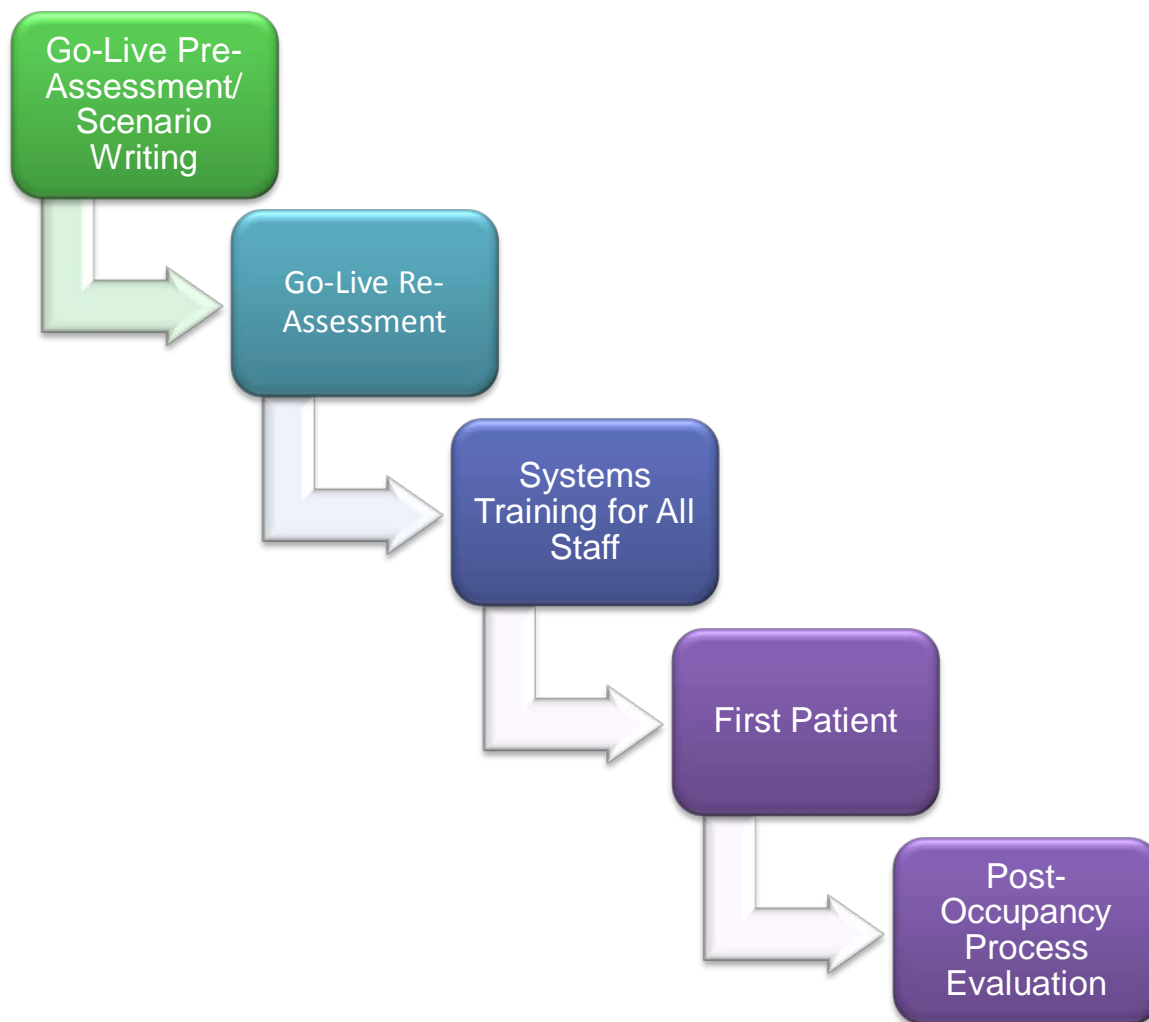 Go-Live Pre-
Assessment/
Scenario
Writing
Go-Live Re-
Assessment
Systems
Training for All
Staff
First Patient
Post-
Occupancy
Process
Evaluation